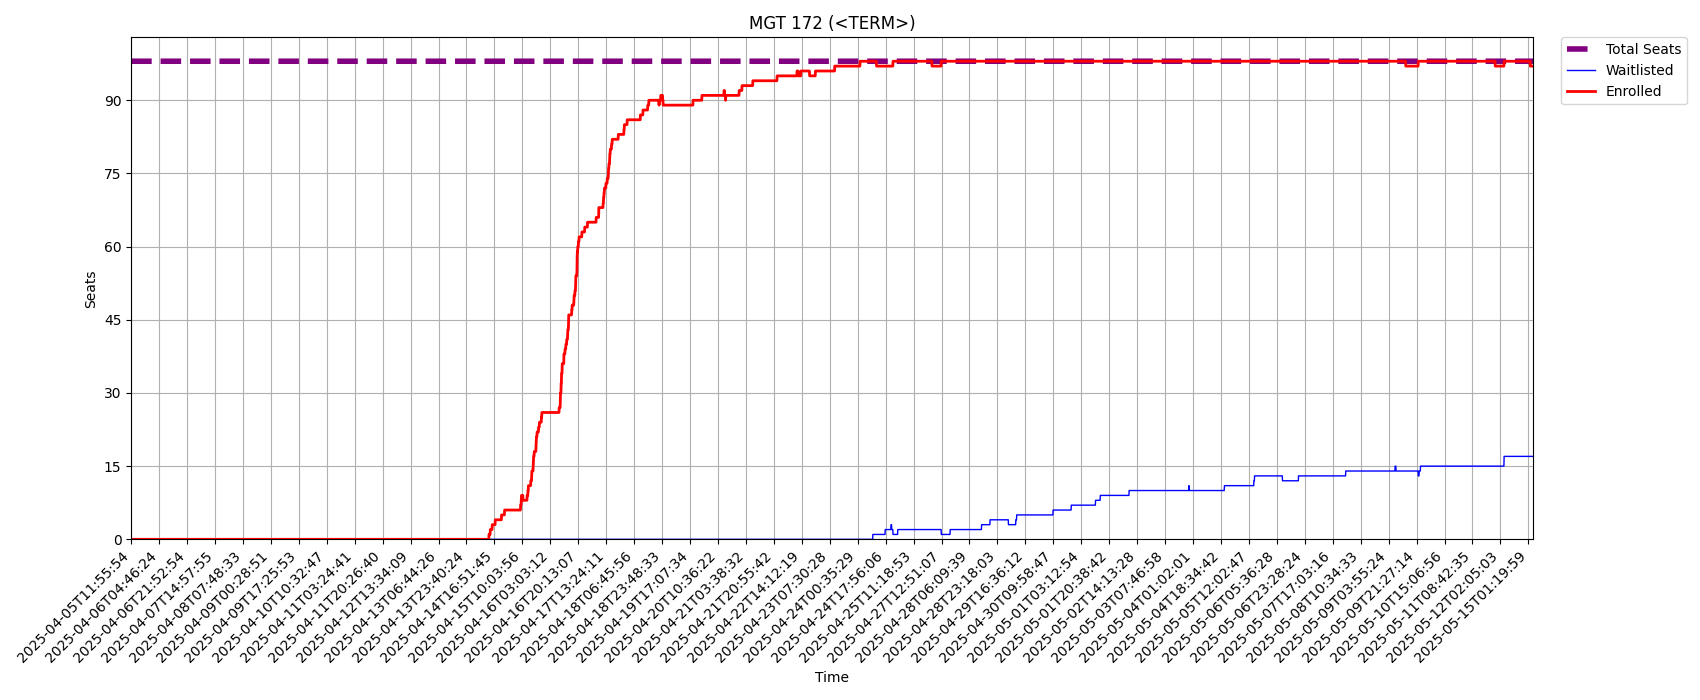 MGT 172 (<TERM>)
Total Seats
Waitlisted
Enrolled
Seats
90
75
60
45
30
15
0
2025-04-05T11:55:54
2025-04-06T04:46:24
2025-04-06T21:52:54
2025-04-07T14:57:55
2025-04-08T07:48:33
2025-04-09T00:28:51
2025-04-09T17:25:53
2025-04-10T10:32:47
2025-04-11T03:24:41
2025-04-11T20:26:40
2025-04-12T13:34:09
2025-04-13T06:44:26
2025-04-13T23:40:24
2025-04-14T16:51:45
2025-04-15T10:03:56
2025-04-16T03:03:12
2025-04-16T20:13:07
2025-04-17T13:24:11
2025-04-18T06:45:56
2025-04-18T23:48:33
2025-04-19T17:07:34
2025-04-20T10:36:22
2025-04-21T03:38:32
2025-04-21T20:55:42
2025-04-22T14:12:19
2025-04-23T07:30:28
2025-04-24T00:35:29
2025-04-24T17:56:06
2025-04-25T11:18:53
2025-04-27T12:51:07
2025-04-28T06:09:39
2025-04-28T23:18:03
2025-04-29T16:36:12
2025-04-30T09:58:47
2025-05-01T03:12:54
2025-05-01T20:38:42
2025-05-02T14:13:28
2025-05-03T07:46:58
2025-05-04T01:02:01
2025-05-04T18:34:42
2025-05-05T12:02:47
2025-05-06T05:36:28
2025-05-06T23:28:24
2025-05-07T17:03:16
2025-05-08T10:34:33
2025-05-09T03:55:24
2025-05-09T21:27:14
2025-05-10T15:06:56
2025-05-11T08:42:35
2025-05-12T02:05:03
2025-05-15T01:19:59
Time